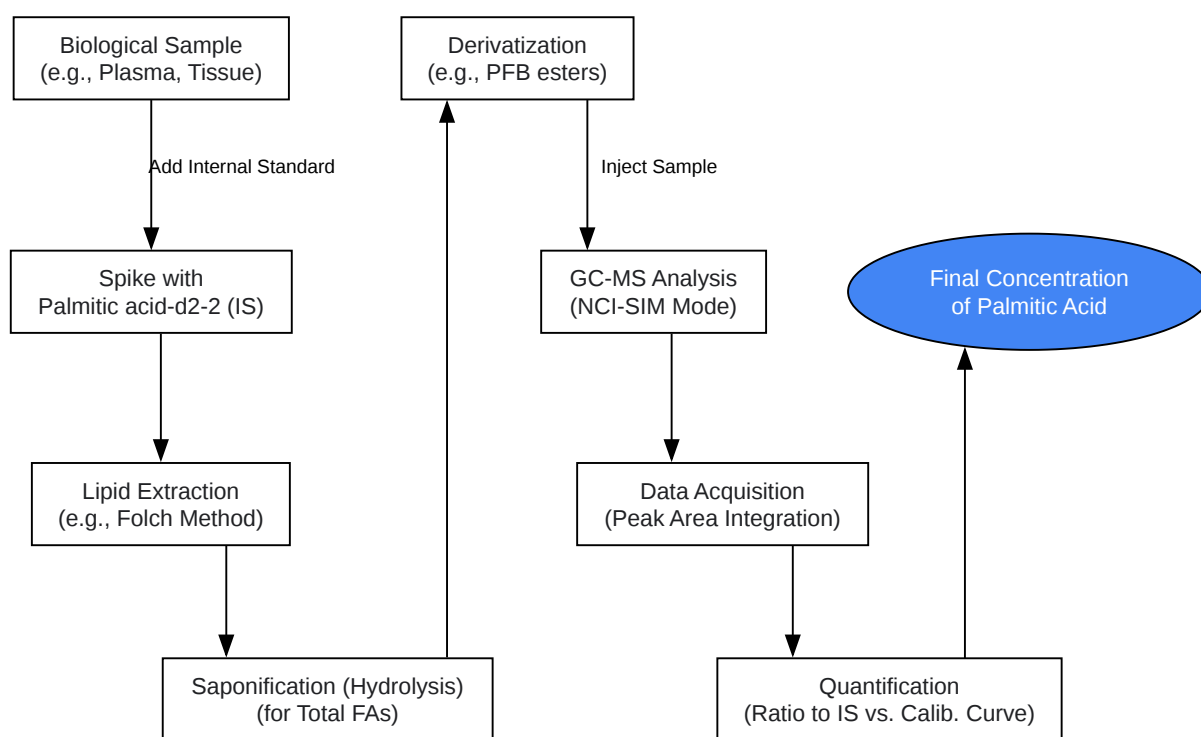 Biological Sample
(e.g., Plasma, Tissue)
Add Internal Standard
Spike with
Palmitic acid-d2-2 (IS)
Lipid Extraction
(e.g., Folch Method)
Saponification (Hydrolysis)
(for Total FAs)
Derivatization
(e.g., PFB esters)
Inject Sample
GC-MS Analysis
(NCI-SIM Mode)
Data Acquisition
(Peak Area Integration)
Quantification
(Ratio to IS vs. Calib. Curve)
Final Concentration
of Palmitic Acid